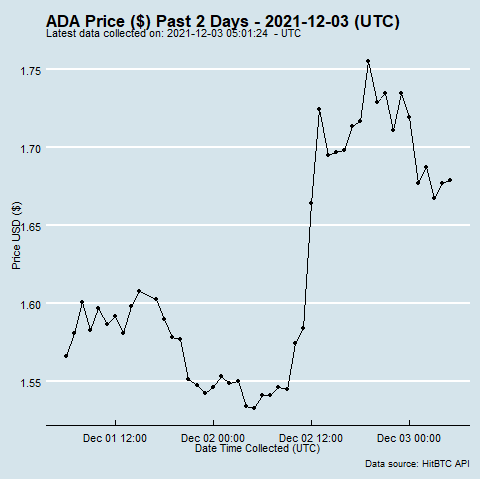 ADA Price ($) Past 2 Days - 2021-12-03 (UTC)
Latest data collected on: 2021-12-03 05:01:24  - UTC
1.75
1.70
1.65
1.60
1.55
Price USD ($)
Dec 01 12:00 Dec 02 00:00 Dec 02 12:00 Dec 03 00:00
Date Time Collected (UTC)
Data source: HitBTC API